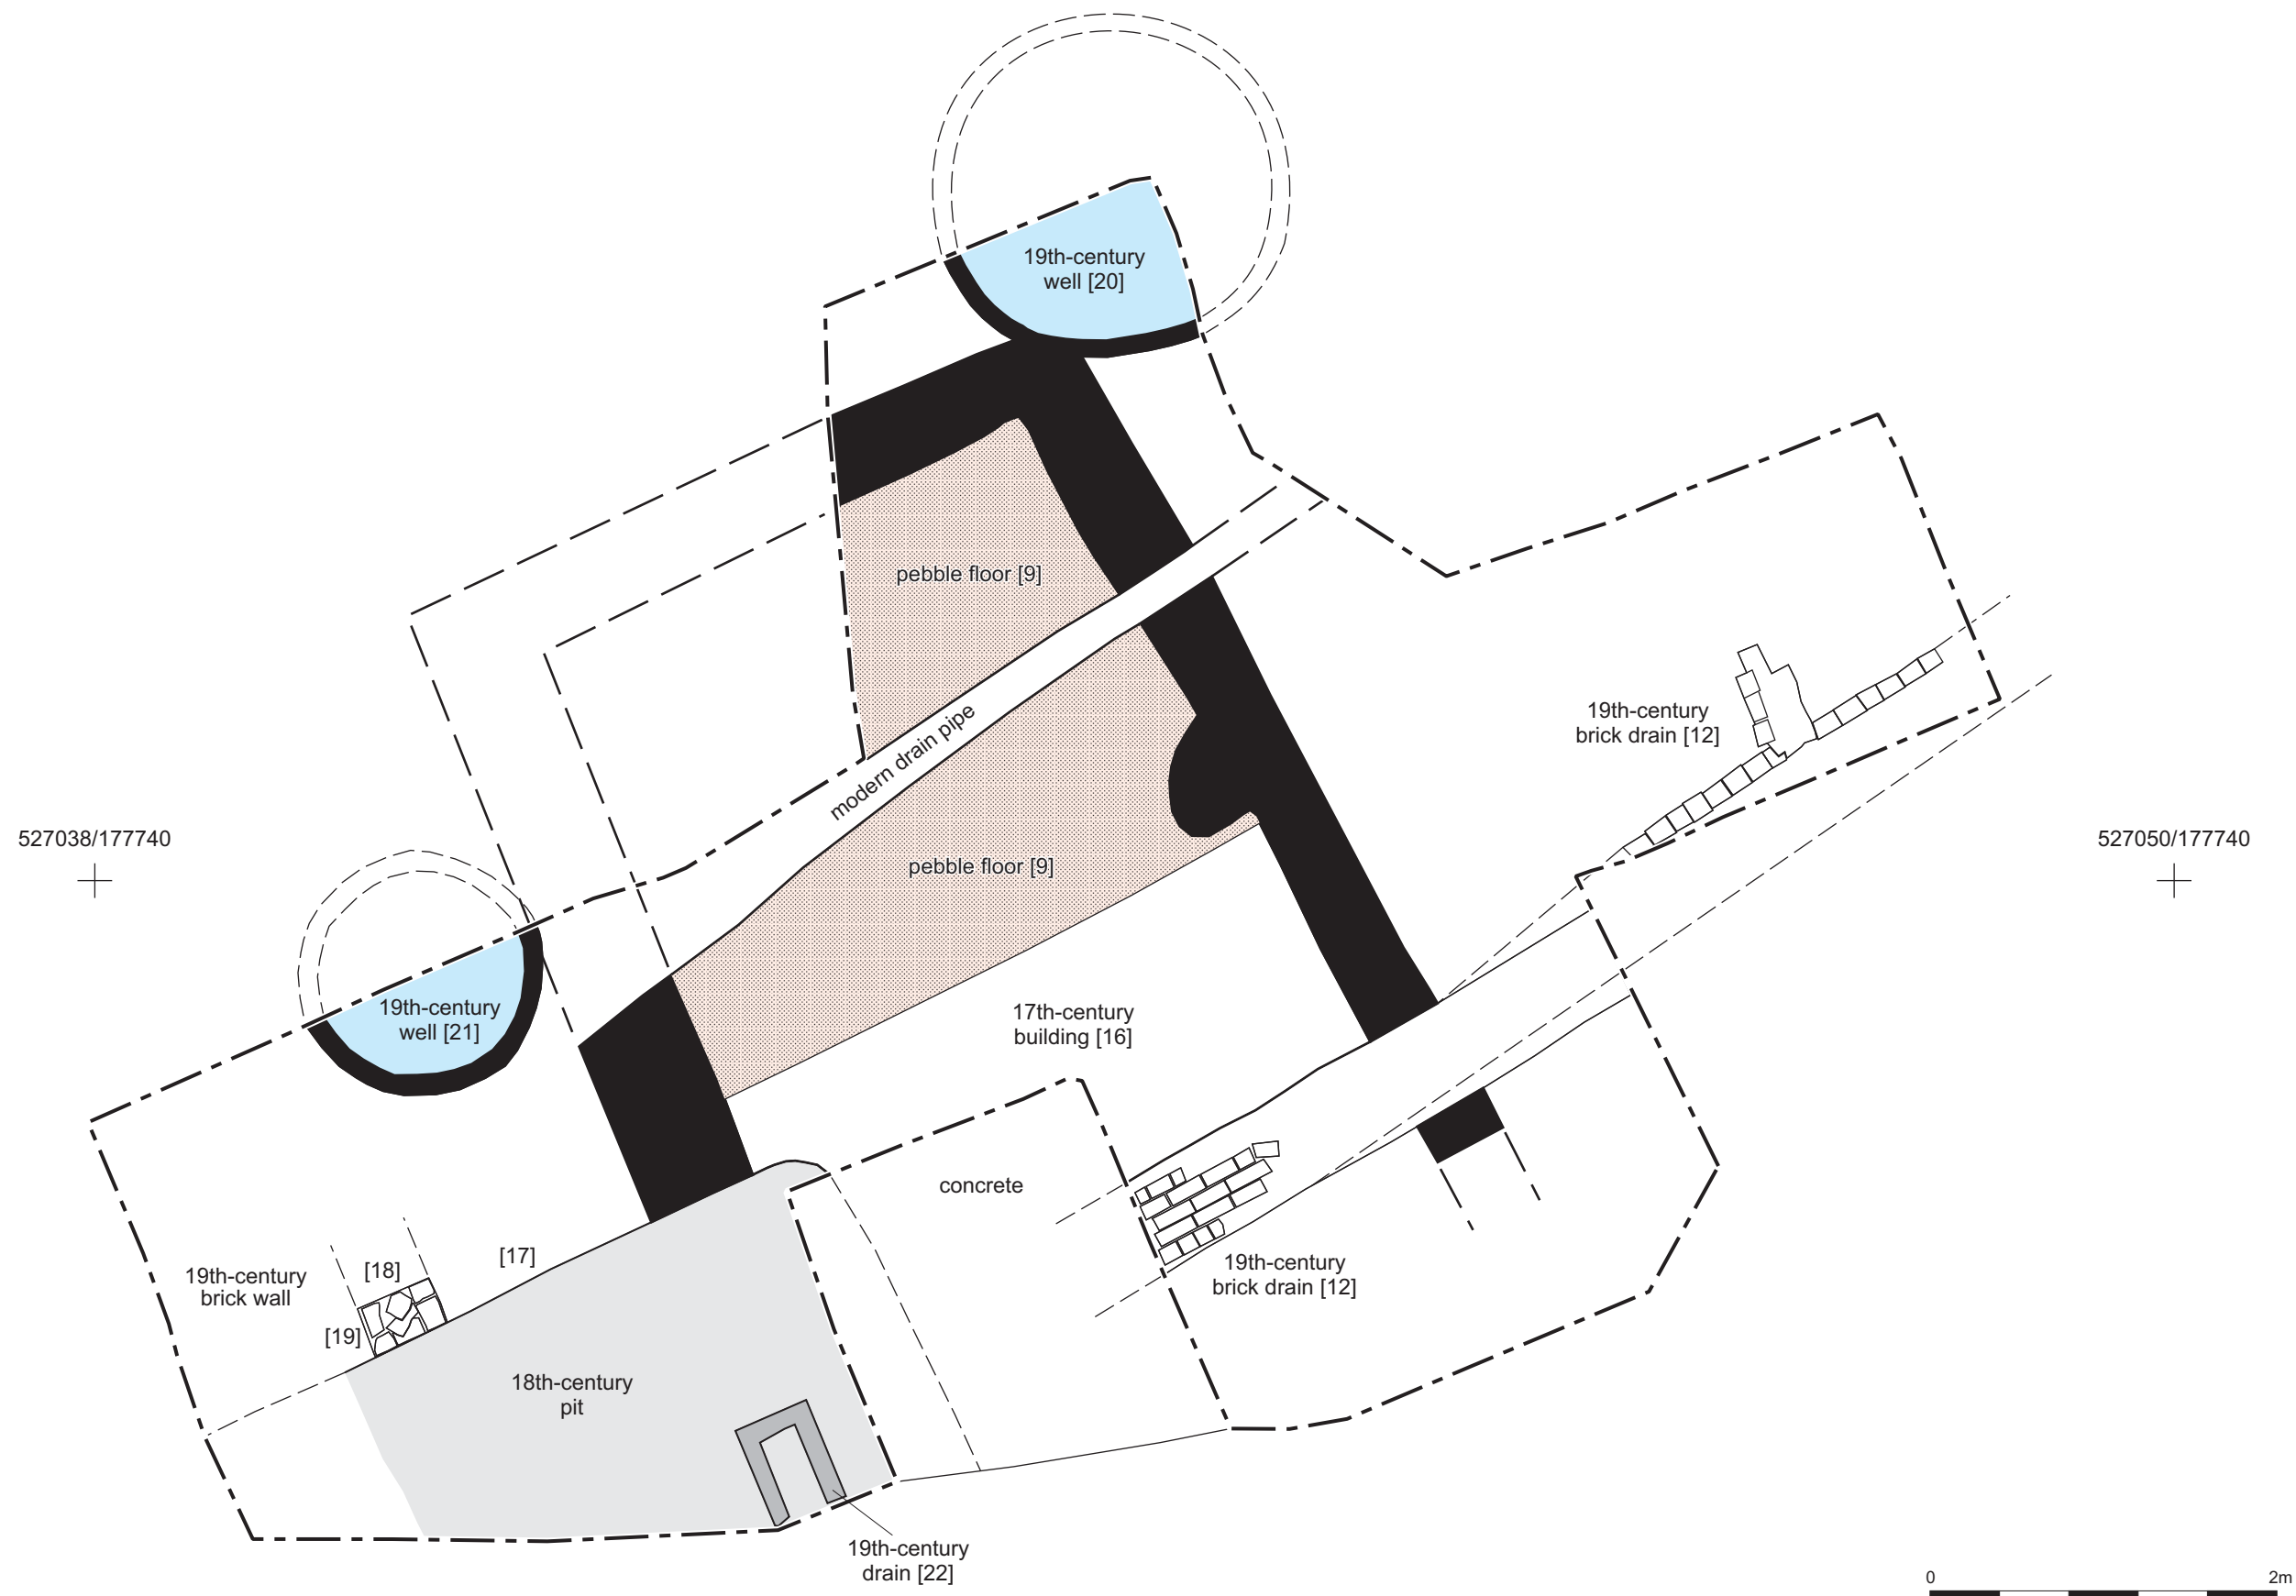 19th-century
well [20]
pebble floor [9]
modern drain pipe
19th-century
brick drain [12]
527038/177740
527050/177740
pebble floor [9]
19th-century
well [21]
17th-century
building [16]
concrete
[17]
[18]
19th-century
brick wall
[19]
19th-century
brick drain [12]
18th-century
pit
19th-century
drain [22]
0
2m